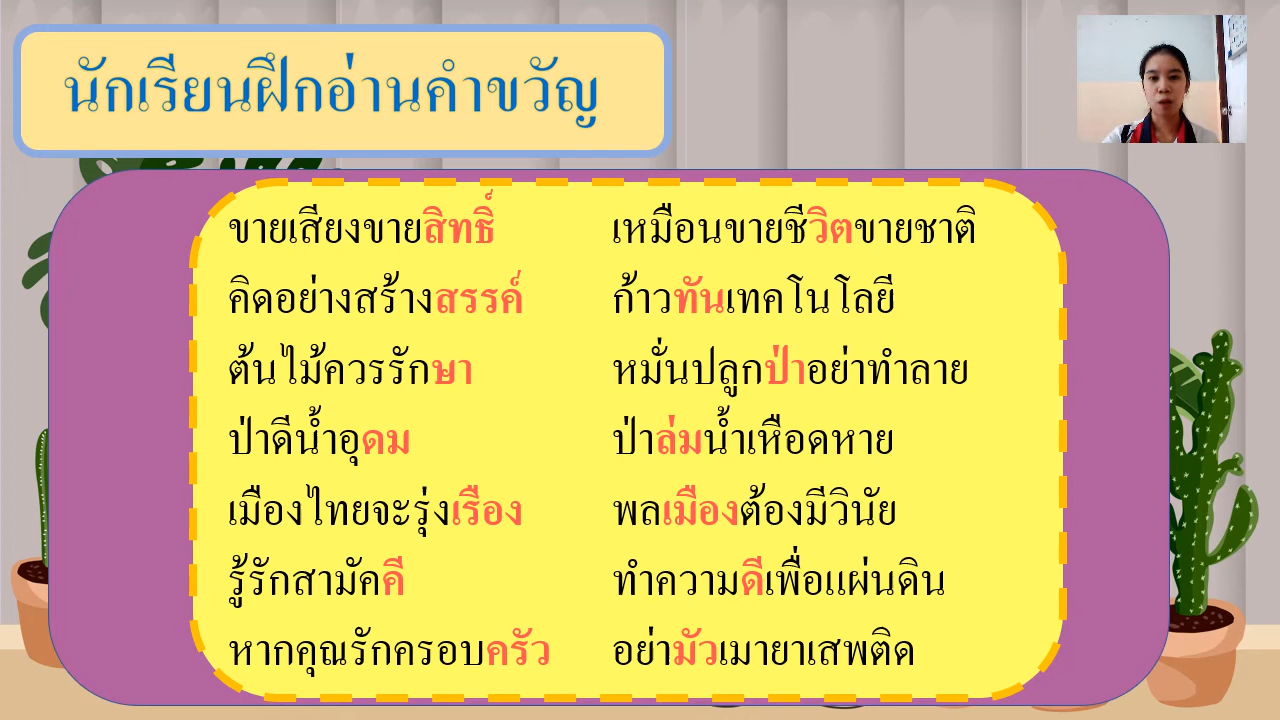 นักเรียนฝึกอ่านคำขวัญ
ขายเสียงขายสิทธิ์ เหมือนขายชีวิตขายชาติ
คิดอย่างสร้างสรรค์ ก้าวทันเทคโนโลยี
ต้นไม้ควรรักษา หมั่นปลูกป่าอย่าทำลาย
ป่าดีน้ำอุดม ป่าล่มน้ำเหือดหาย
เมืองไทยจะรุ่งเรือง พลเมืองต้องมีวินัย
รู้รักสามัคคี ทำความดีเพื่อแผ่นดิน
หากคุณรักครอบครัว อย่ามัวเมายาเสพติด